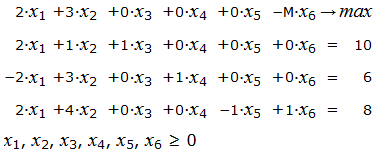 2·x₁ +3·x₂ +0·x₃ +0·x₄ +0·x₅ −M·x₆ → max
2·x₁ +1·x₂ +1·x₃ +0·x₄ +0·x₅ +0·x₆ = 10
−2·x₁ +3·x₂ +0·x₃ +1·x₄ +0·x₅ +0·x₆ = 6
2·x₁ +4·x₂ +0·x₃ +0·x₄ −1·x₅ +1·x₆ = 8
x₁, x₂, x₃, x₄, x₅, x₆ ≥ 0